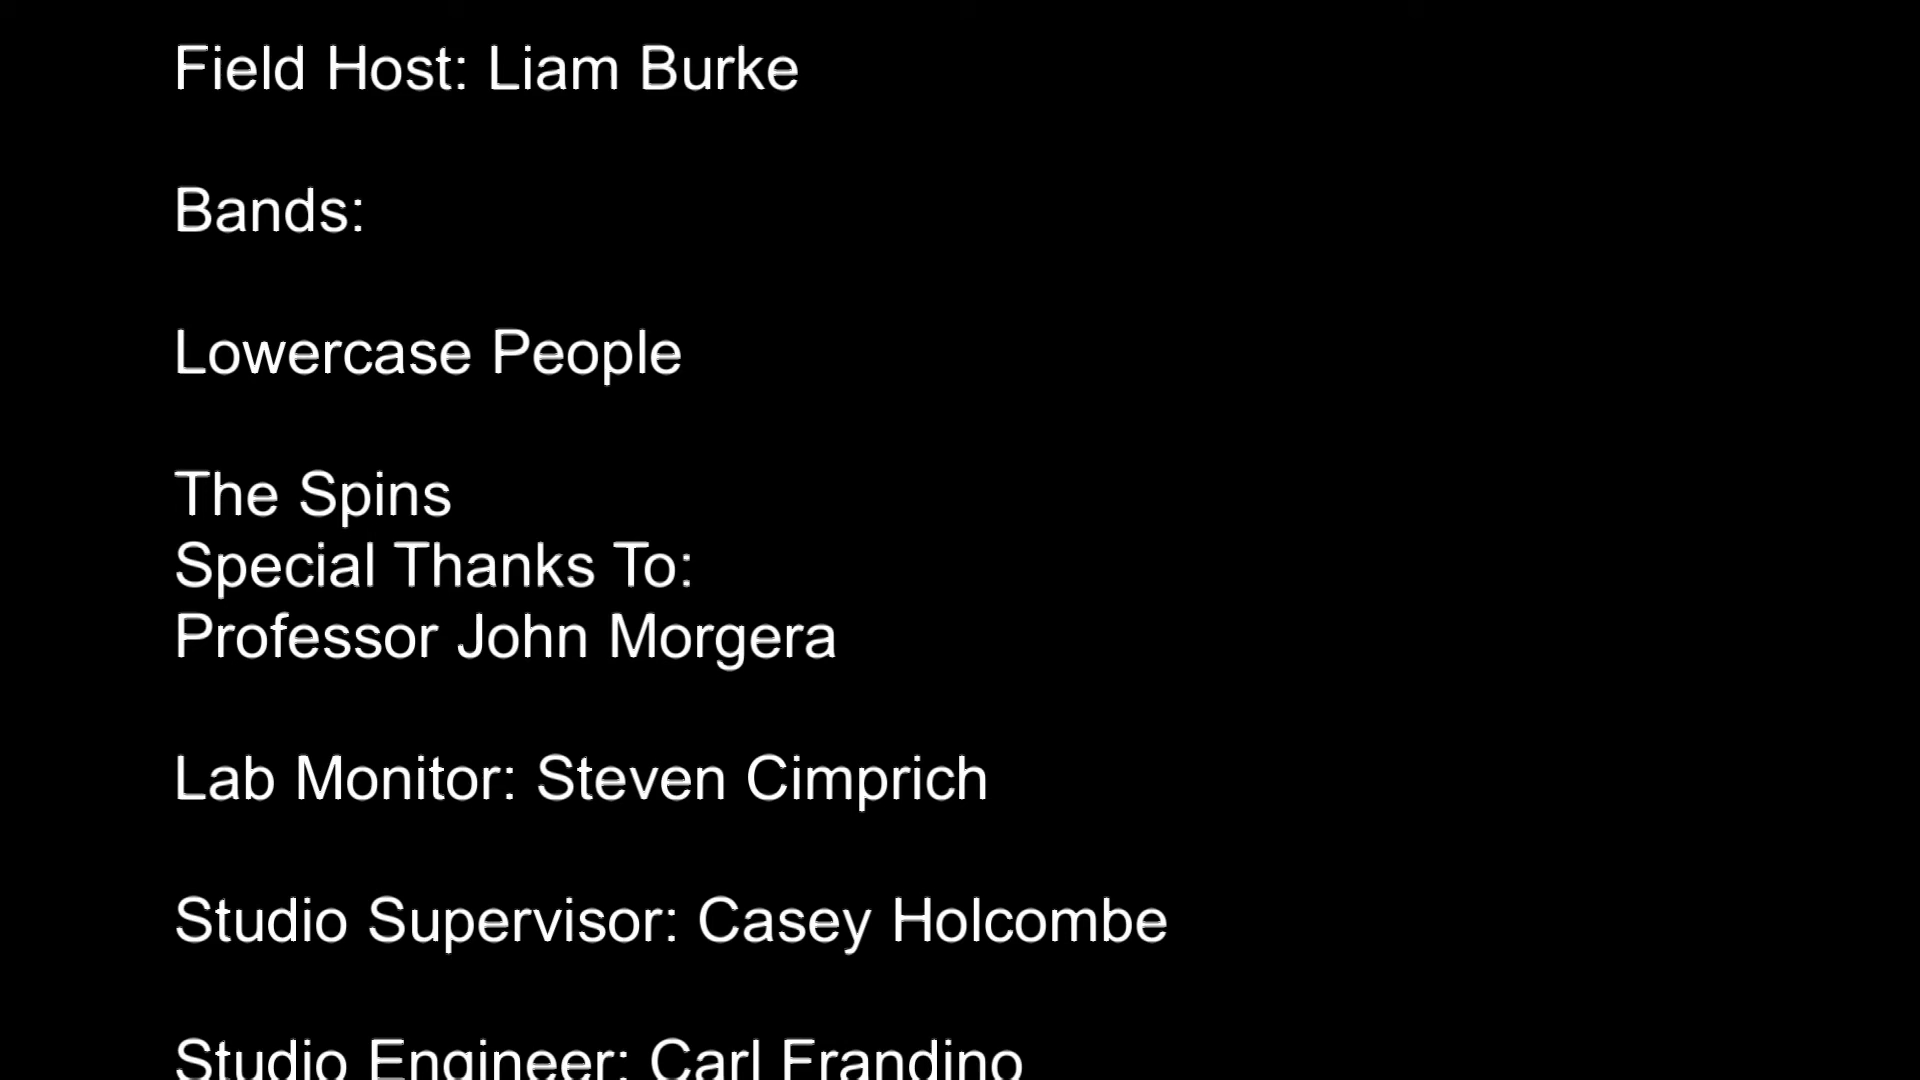 Field Host: Liam Burke
Bands:
Lowercase People
The Spins
Special Thanks To:
Professor John Morgera
Lab Monitor: Steven Cimprich
Studio Supervisor: Casey Holcombe
Studio Engineer: Carl Frandino